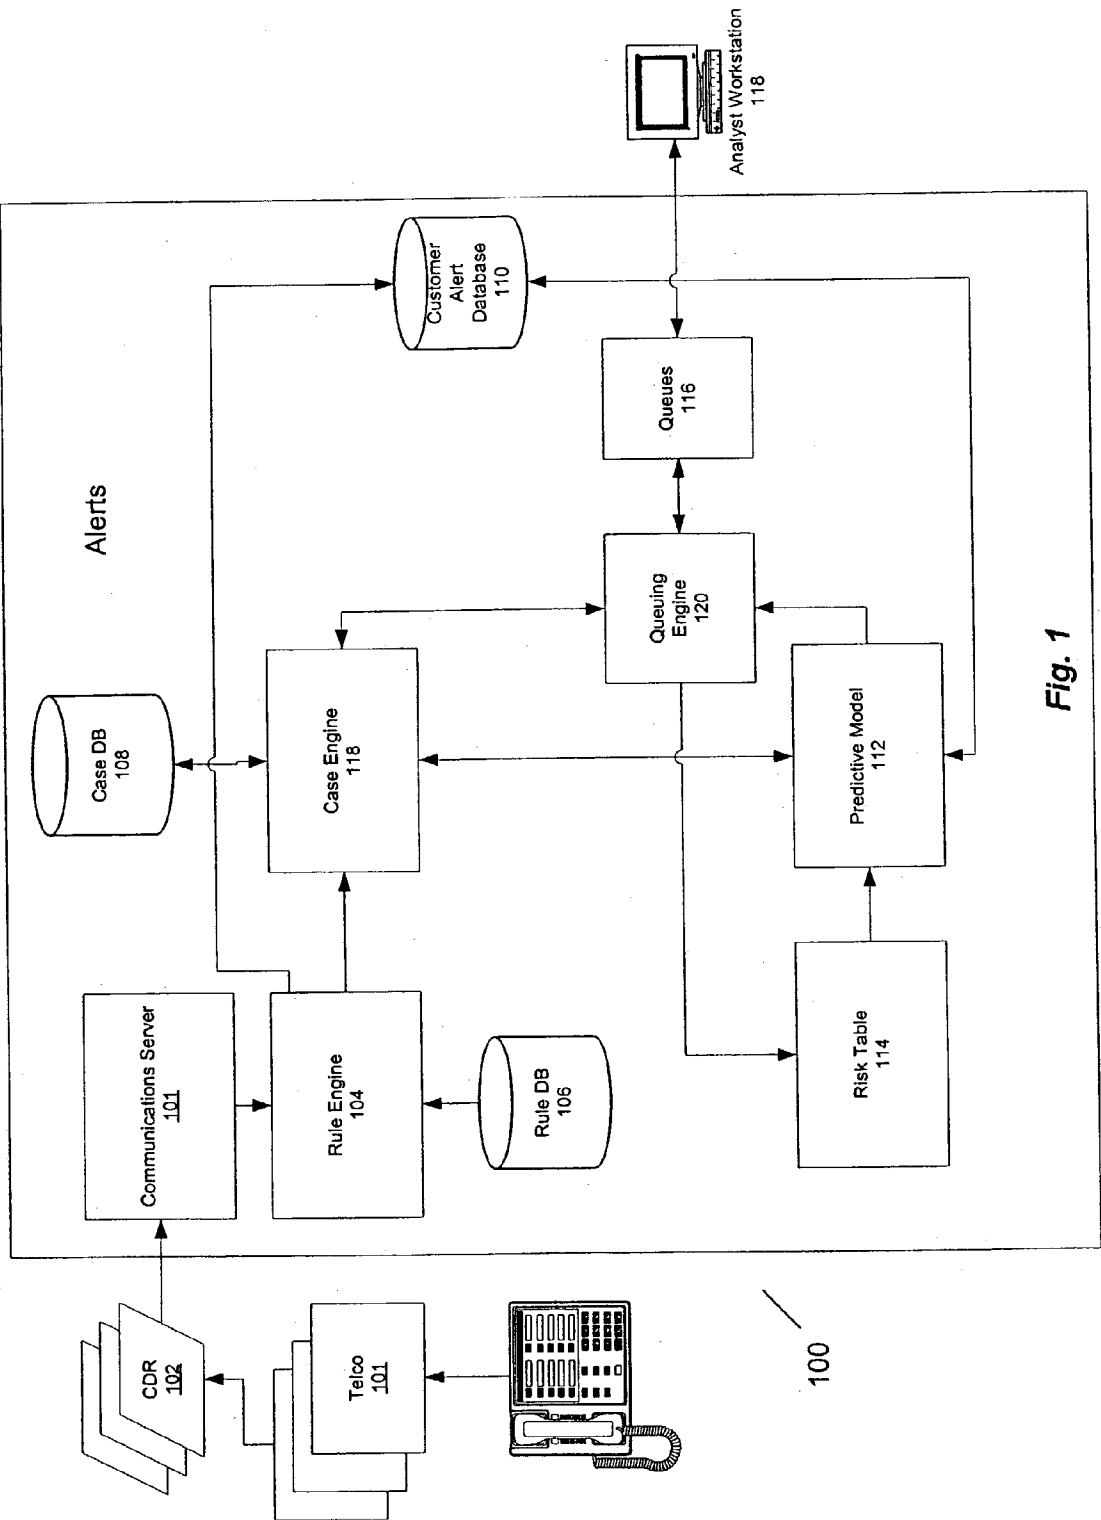 Alerts
CDR
102
Telco
101
Communications Server
101
Rule Engine
104
Rule DB
106
Case DB
108
Case Engine
118
Customer
Alert
Database
110
Queuing
Engine
120
Queues
116
Analyst Workstation
118
Risk Table
114
Predictive Model
112
100
Fig. 1